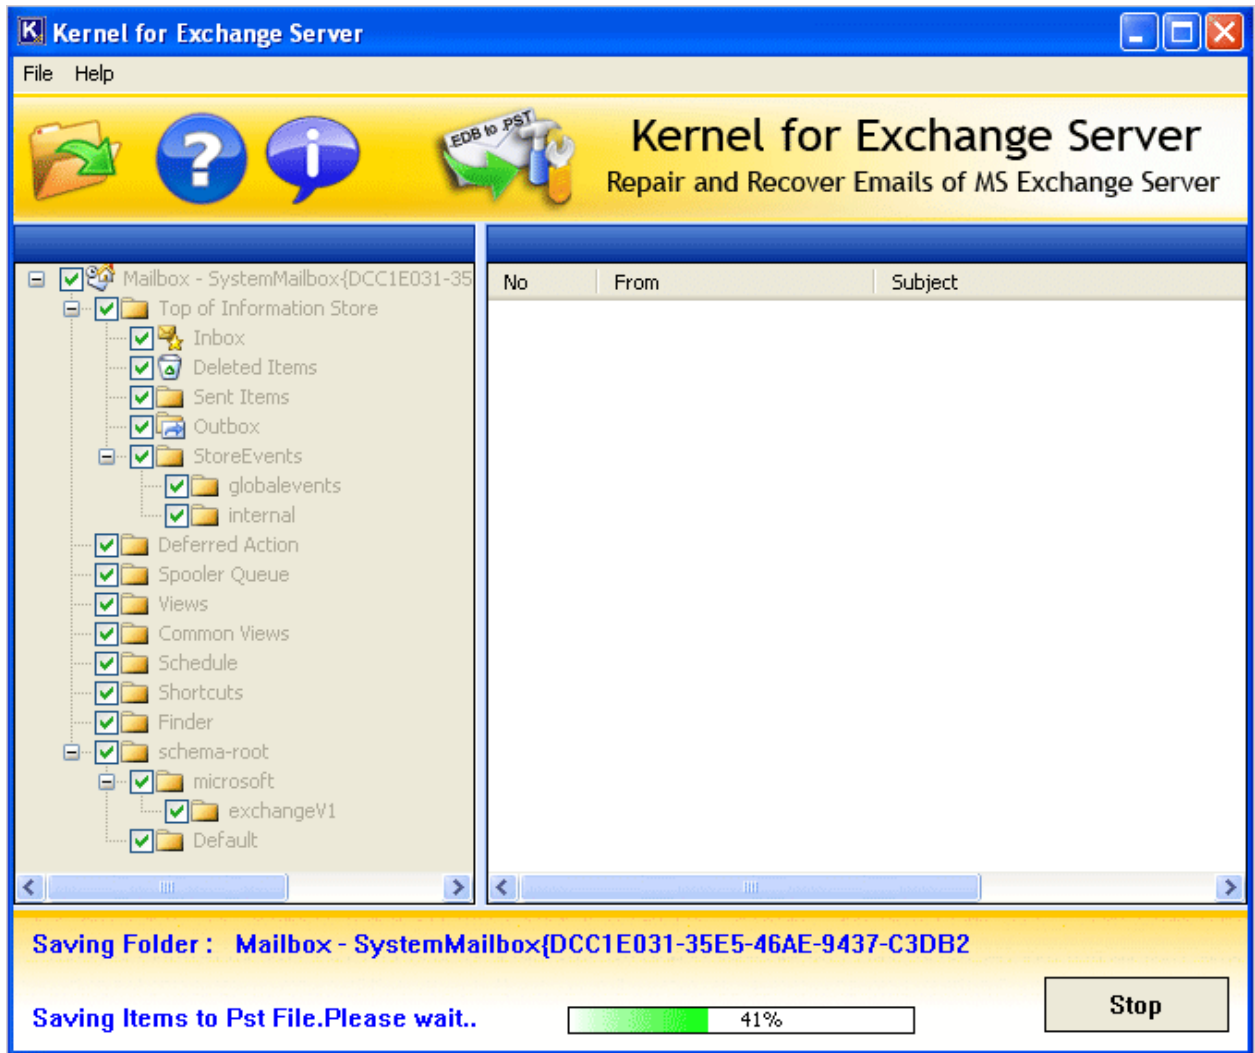 K Kernel for Exchange Server
File Help
EDB to .PST
Kernel for Exchange Server
Repair and Recover Emails of MS Exchange Server
Mailbox - SystemMailbox{DCC1E031-35
Top of Information Store
Inbox
Deleted Items
Sent Items
Outbox
StoreEvents
globalevents
internal
Deferred Action
Spooler Queue
Views
Common Views
Schedule
Shortcuts
Finder
schema-root
microsoft
exchangeV1
Default
No From Subject
Saving Folder : Mailbox - SystemMailbox{DCC1E031-35E5-46AE-9437-C3DB2
Saving Items to Pst File.Please wait..
41%
Stop